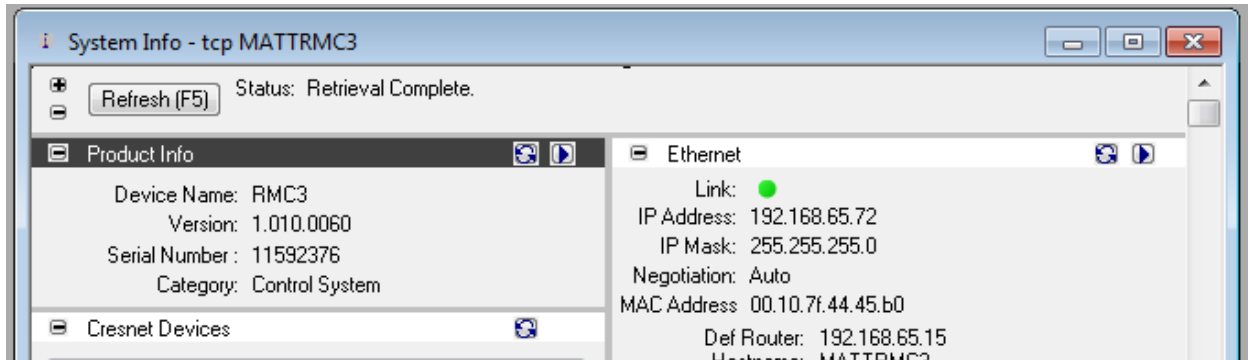 System Info - tcp MATTRMC3
Refresh (F5) Status: Retrieval Complete.
Product Info
Device Name: RMC3
Version: 1.010.0060
Serial Number : 11592376
Category: Control System
Cresnet Devices
Ethernet
Link:
IP Address: 192.168.65.72
IP Mask: 255.255.255.0
Negotiation: Auto
MAC Address 00.10.7f.44.45.b0
Def Router: 192.168.65.15
Hostname: MATTRMC3